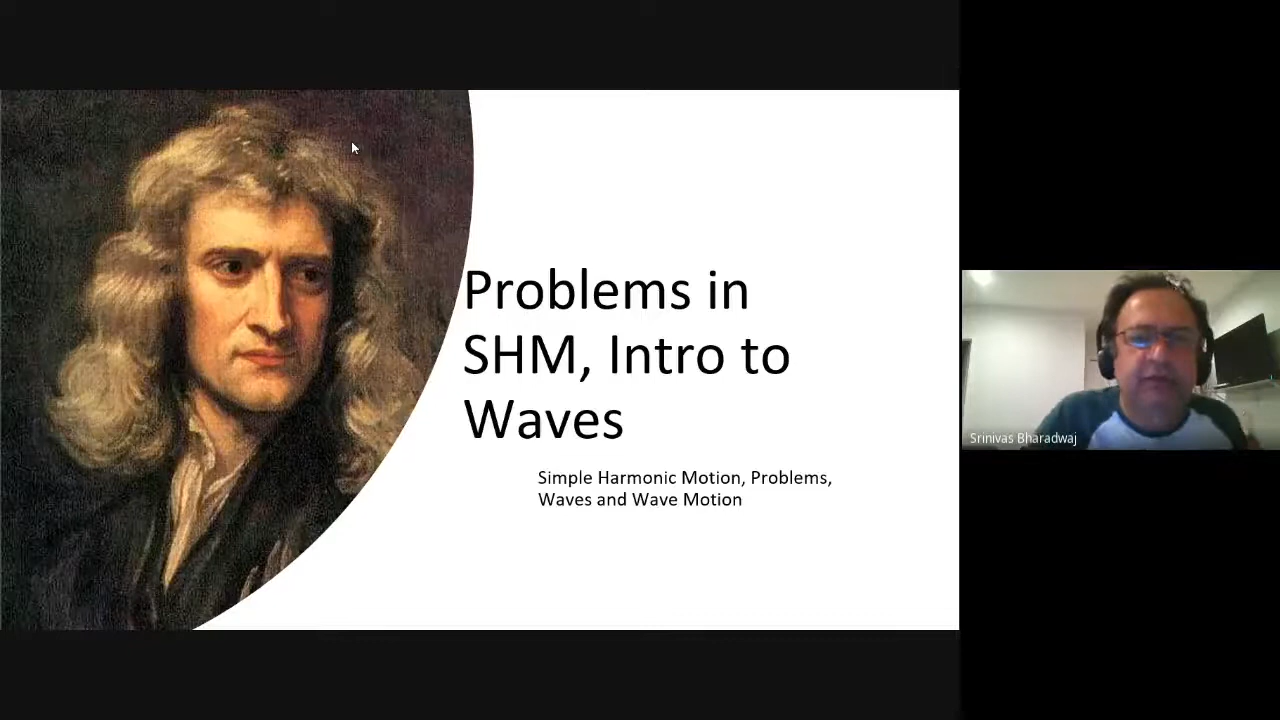 Problems in
SHM, Intro to
Waves
Simple Harmonic Motion, Problems,
Waves and Wave Motion
Srinivas Bharadwaj